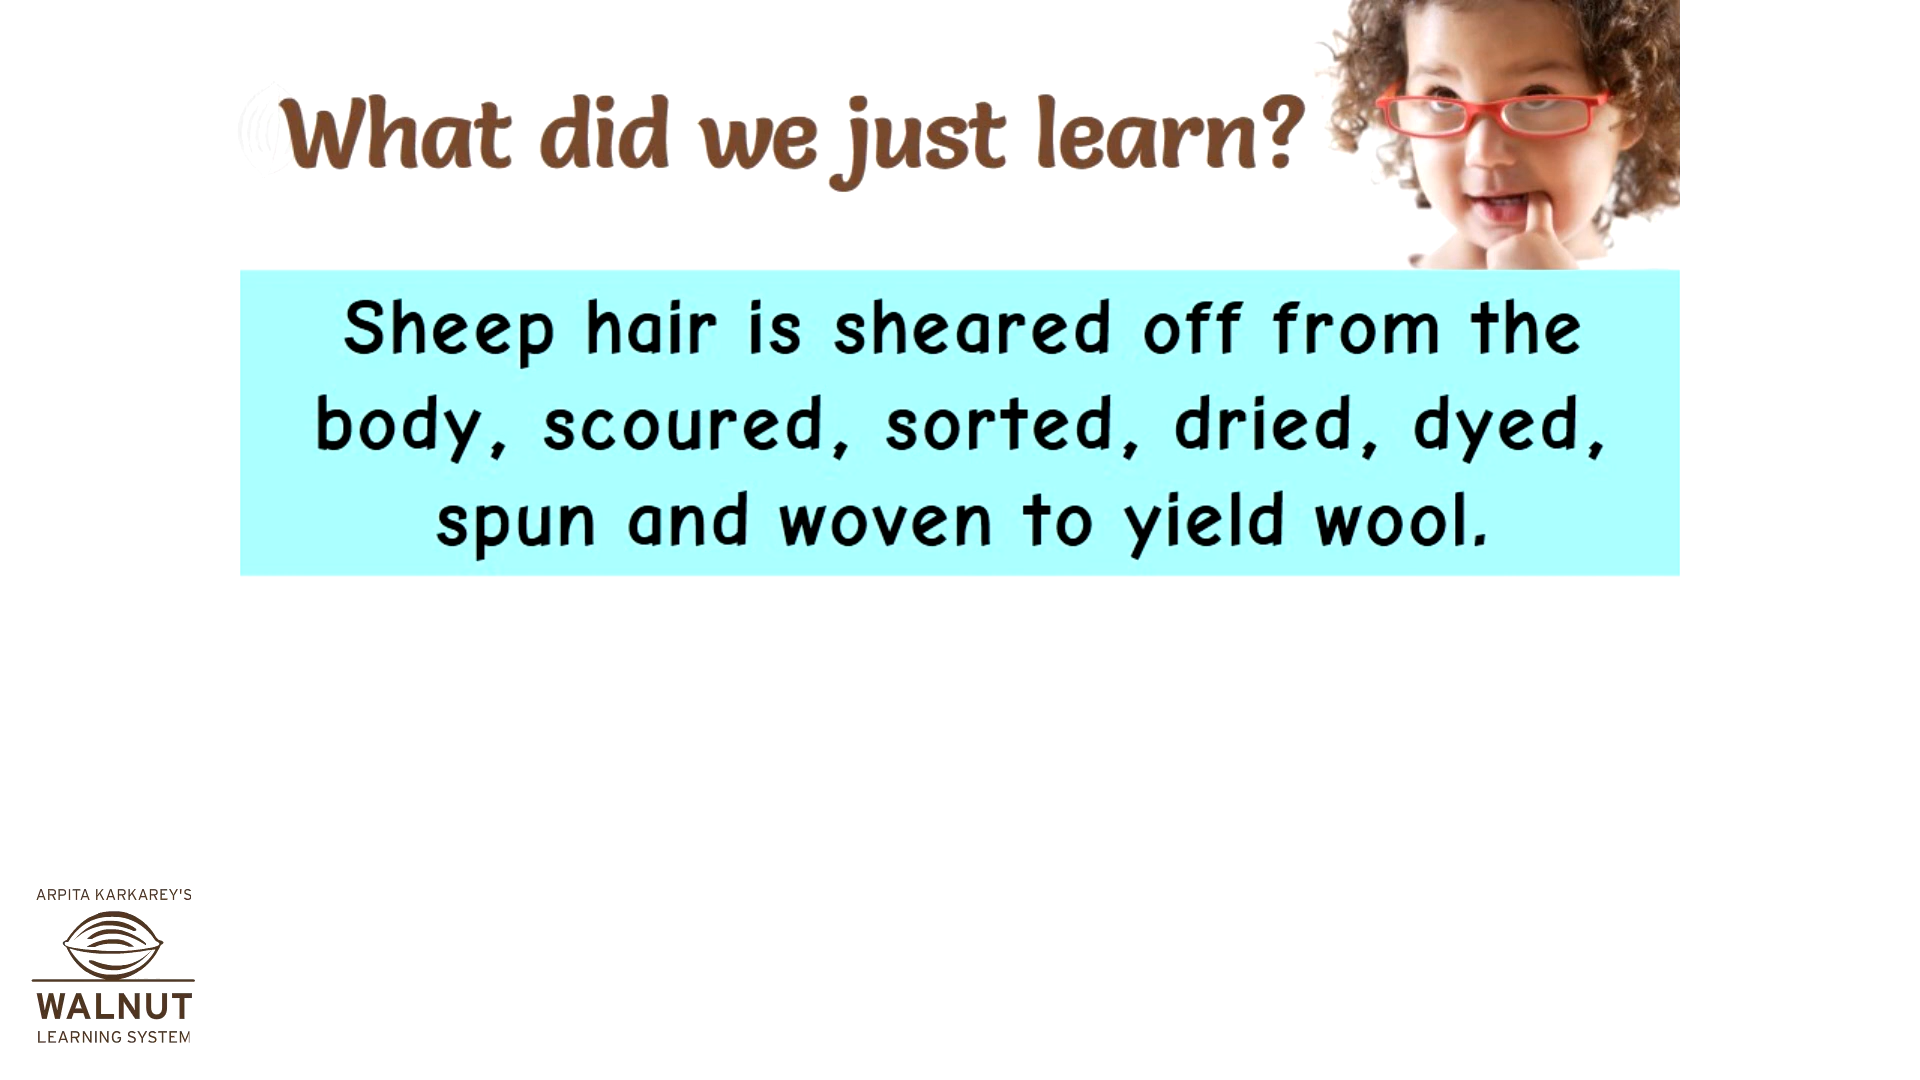 What did we just learn?
Sheep hair is sheared off from the
body, scoured, sorted, dried, dyed,
spun and woven to yield wool.
ARPITA KARKAREY'S
WALNUT
LEARNING SYSTEM